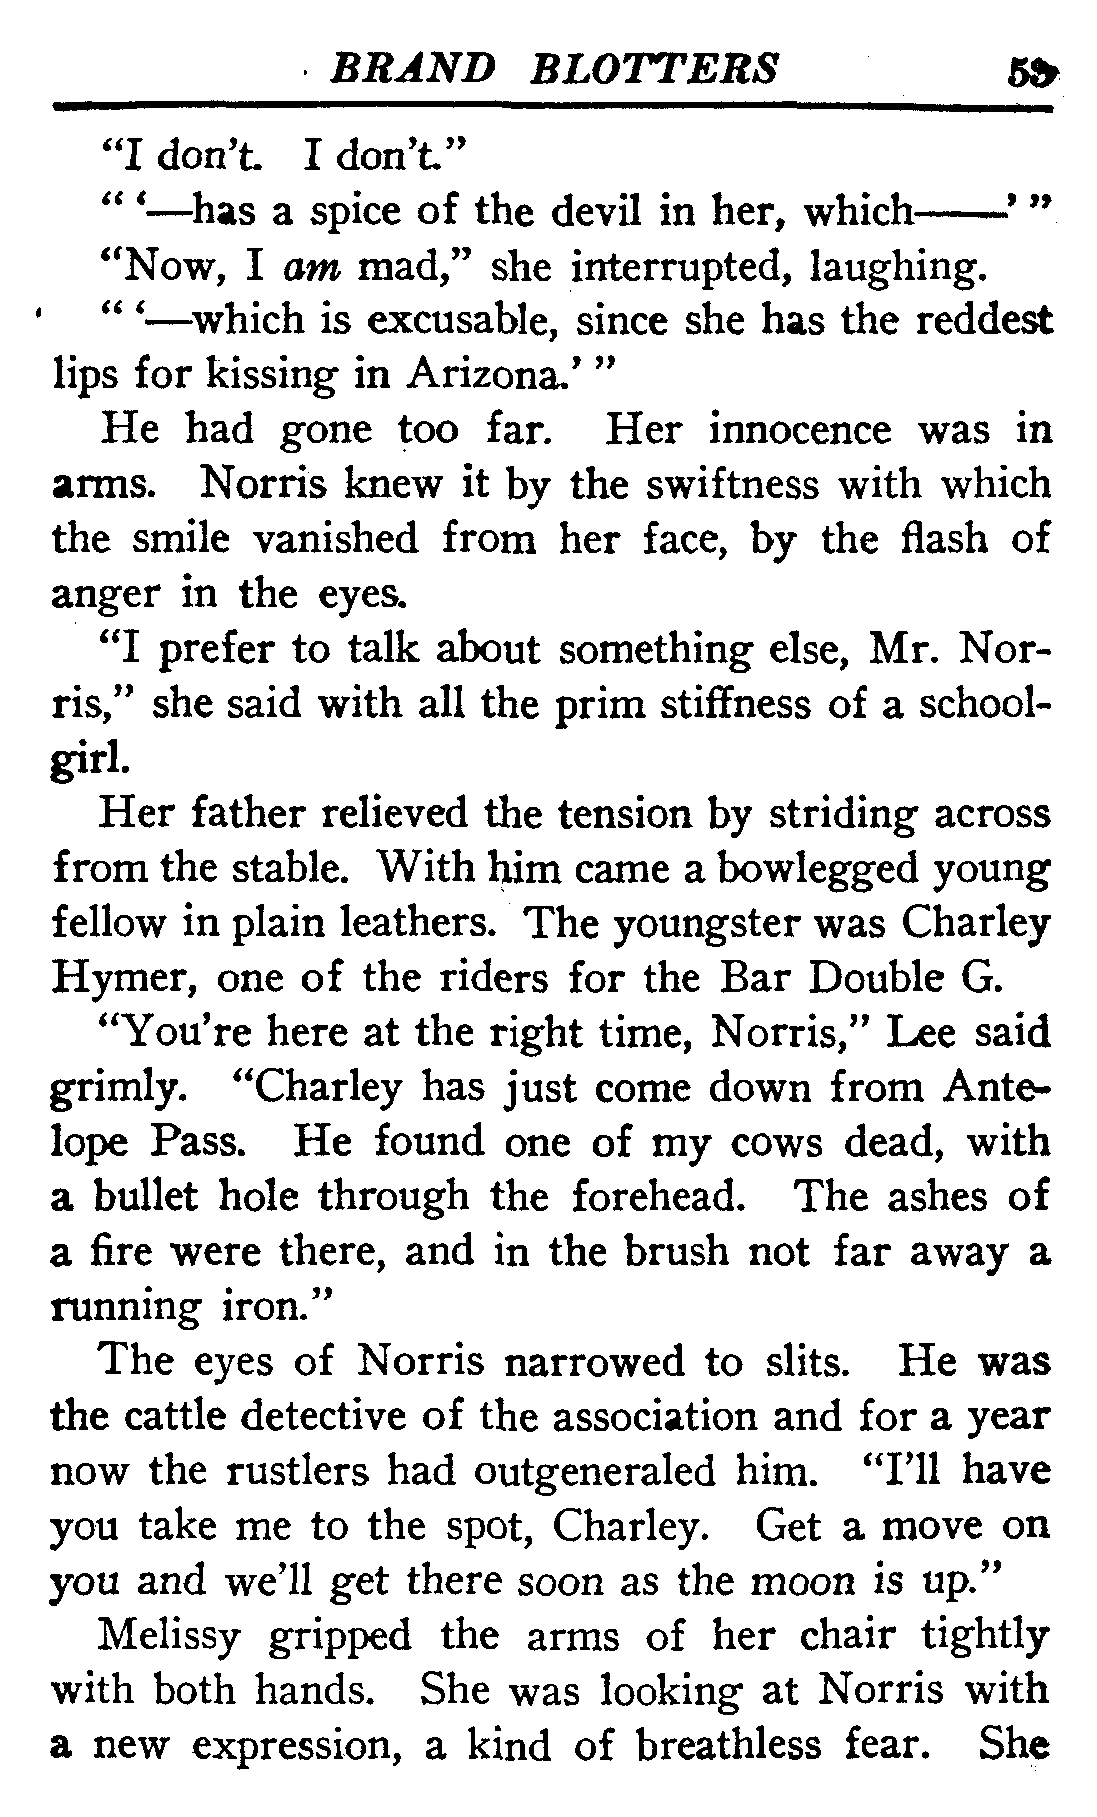 BRAND BLOTTERS
"I don't. I don't."
" '—has a spice of the devil in her, which——' "
"Now, I am mad," she interrupted, laughing.
" '—which is excusable, since she has the reddest
lips for kissing in Arizona.' "
He had gone too far. Her innocence was in
arms. Norris knew it by the swiftness with which
the smile vanished from her face, by the flash of
anger in the eyes.
"I prefer to talk about something else, Mr. Nor-
ris," she said with all the prim stiffness of a school-
girl.
Her father relieved the tension by striding across
from the stable. With him came a bowlegged young
fellow in plain leathers. The youngster was Charley
Hymer, one of the riders for the Bar Double G.
"You're here at the right time, Norris," Lee said
grimly. "Charley has just come down from Ante-
lope Pass. He found one of my cows dead, with
a bullet hole through the forehead. The ashes of
a fire were there, and in the brush not far away a
running iron."
The eyes of Norris narrowed to slits. He was
the cattle detective of the association and for a year
now the rustlers had outgeneraled him. "I'll have
you take me to the spot, Charley. Get a move on
you and we'll get there soon as the moon is up."
Melissy gripped the arms of her chair tightly
with both hands. She was looking at Norris with
a new expression, a kind of breathless fear. She